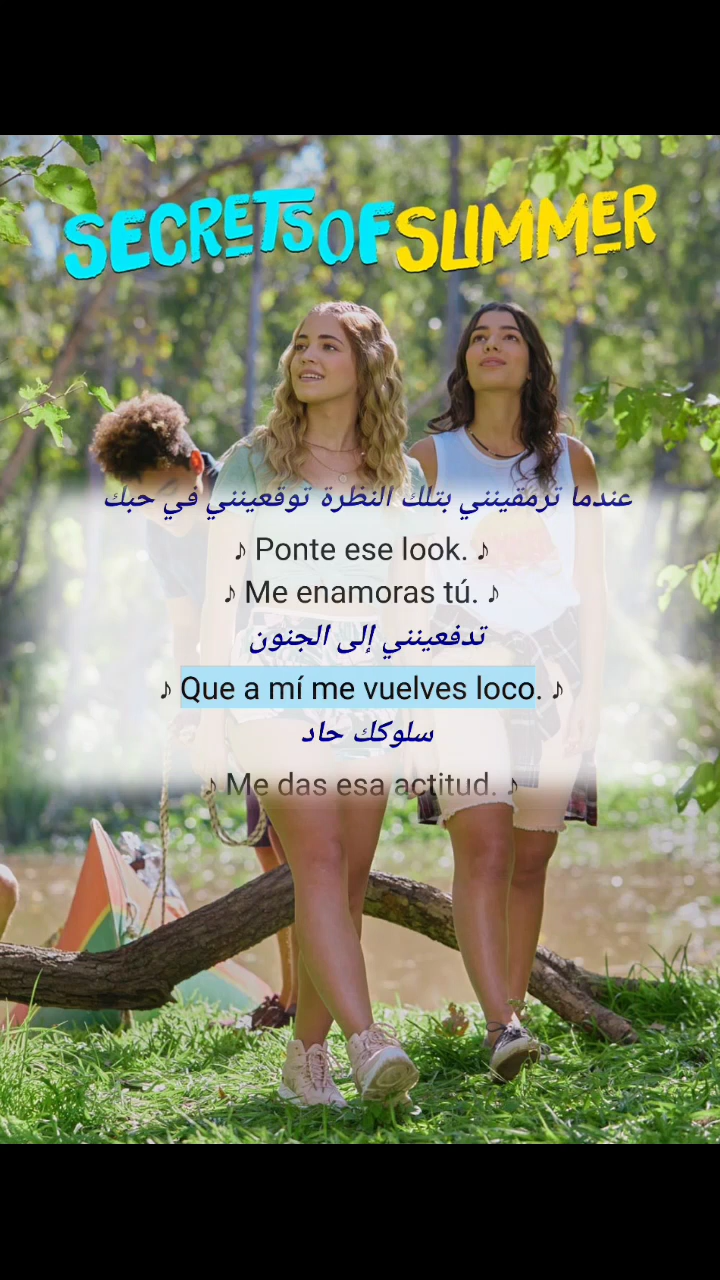 SECRETS OF SUMMER
عندما ترمقينني بتلك النظرة توقعينني في حبك
♪ Ponte ese look. ♪
♪ Me enamoras tú. ♪
تدفعينني إلى الجنون
♪ Que a mí me vuelves loco. ♪
سلوكك حاد
♪ Me das esa actitud. ♪